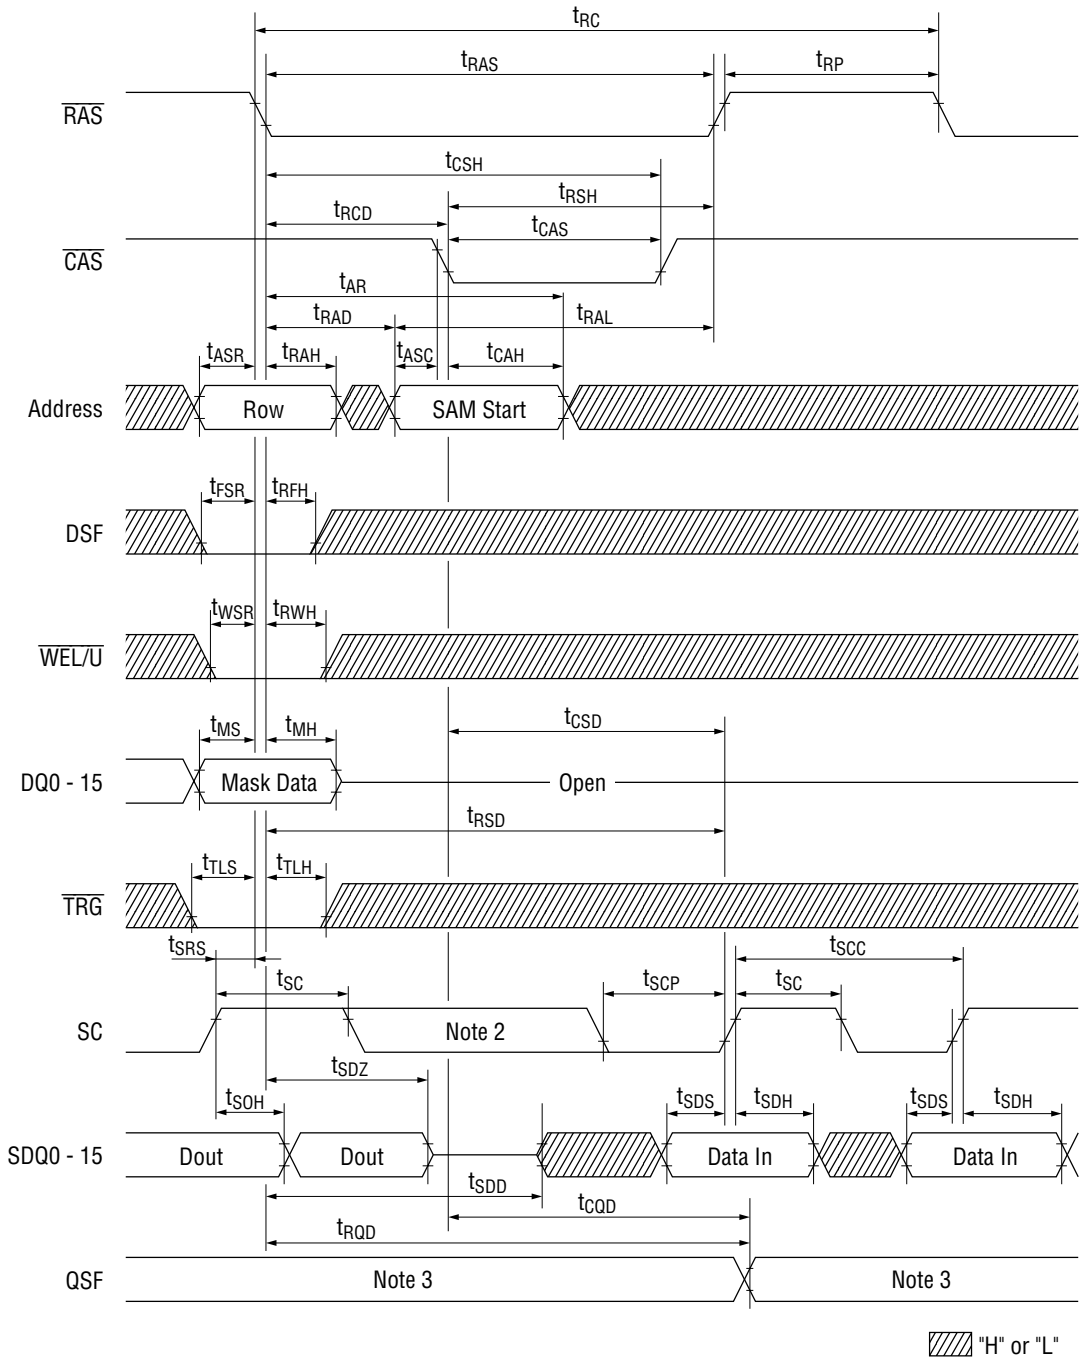 tRC
tRAS tRP
RAS
tCSH
tRSH
tRCD
tCAS
CAS
tAR
tRAD tRAL
tASR tRAH tASC tCAH
Address Row SAM Start
tFSR tRFH
DSF
tWSR tRWH
WEL/U
tCSD
tMS tMH
DQ0 - 15 Mask Data Open
tRSD
tTLS tTLH
TRG
tSRS tSCC
tSC tSCP tSC
SC Note 2
tSDZ
tSOH tSDS tSDH tSDS tSDH
SDQ0 - 15 Dout Dout Data In Data In
tSDD
tCQD
tRQD
QSF Note 3 Note 3
"H" or "L"